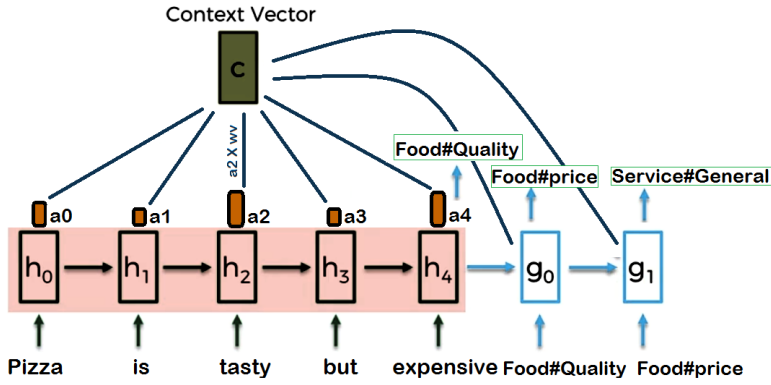 Context Vector
C
a2 X wv
Food#Quality
Food#price
Service#General
a0
a1
a2
a3
a4
h0
h1
h2
h3
h4
g0
g1
Pizza
is
tasty
but
expensive
Food#Quality
Food#price